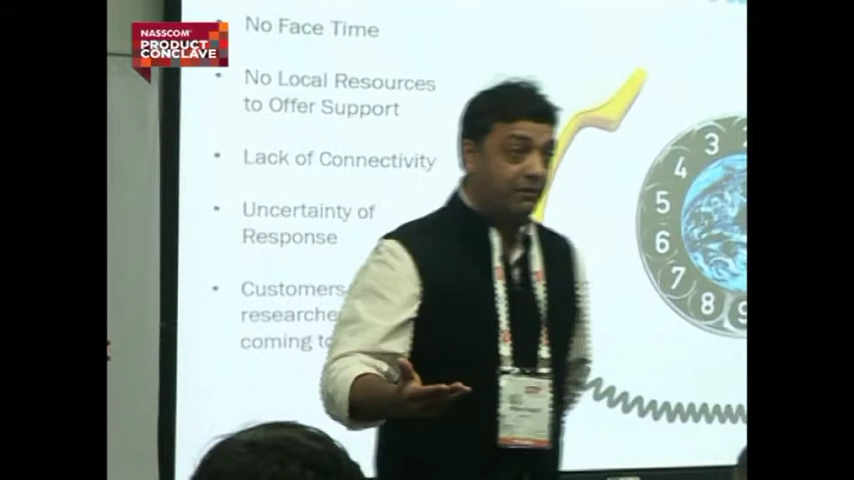 NASSCOM®
PRODUCT
CONCLAVE
No Face Time
No Local Resources
to Offer Support
Lack of Connectivity
Uncertainty of
Response
Customers
researche
coming to
2
3
4
5
6
7
8
9